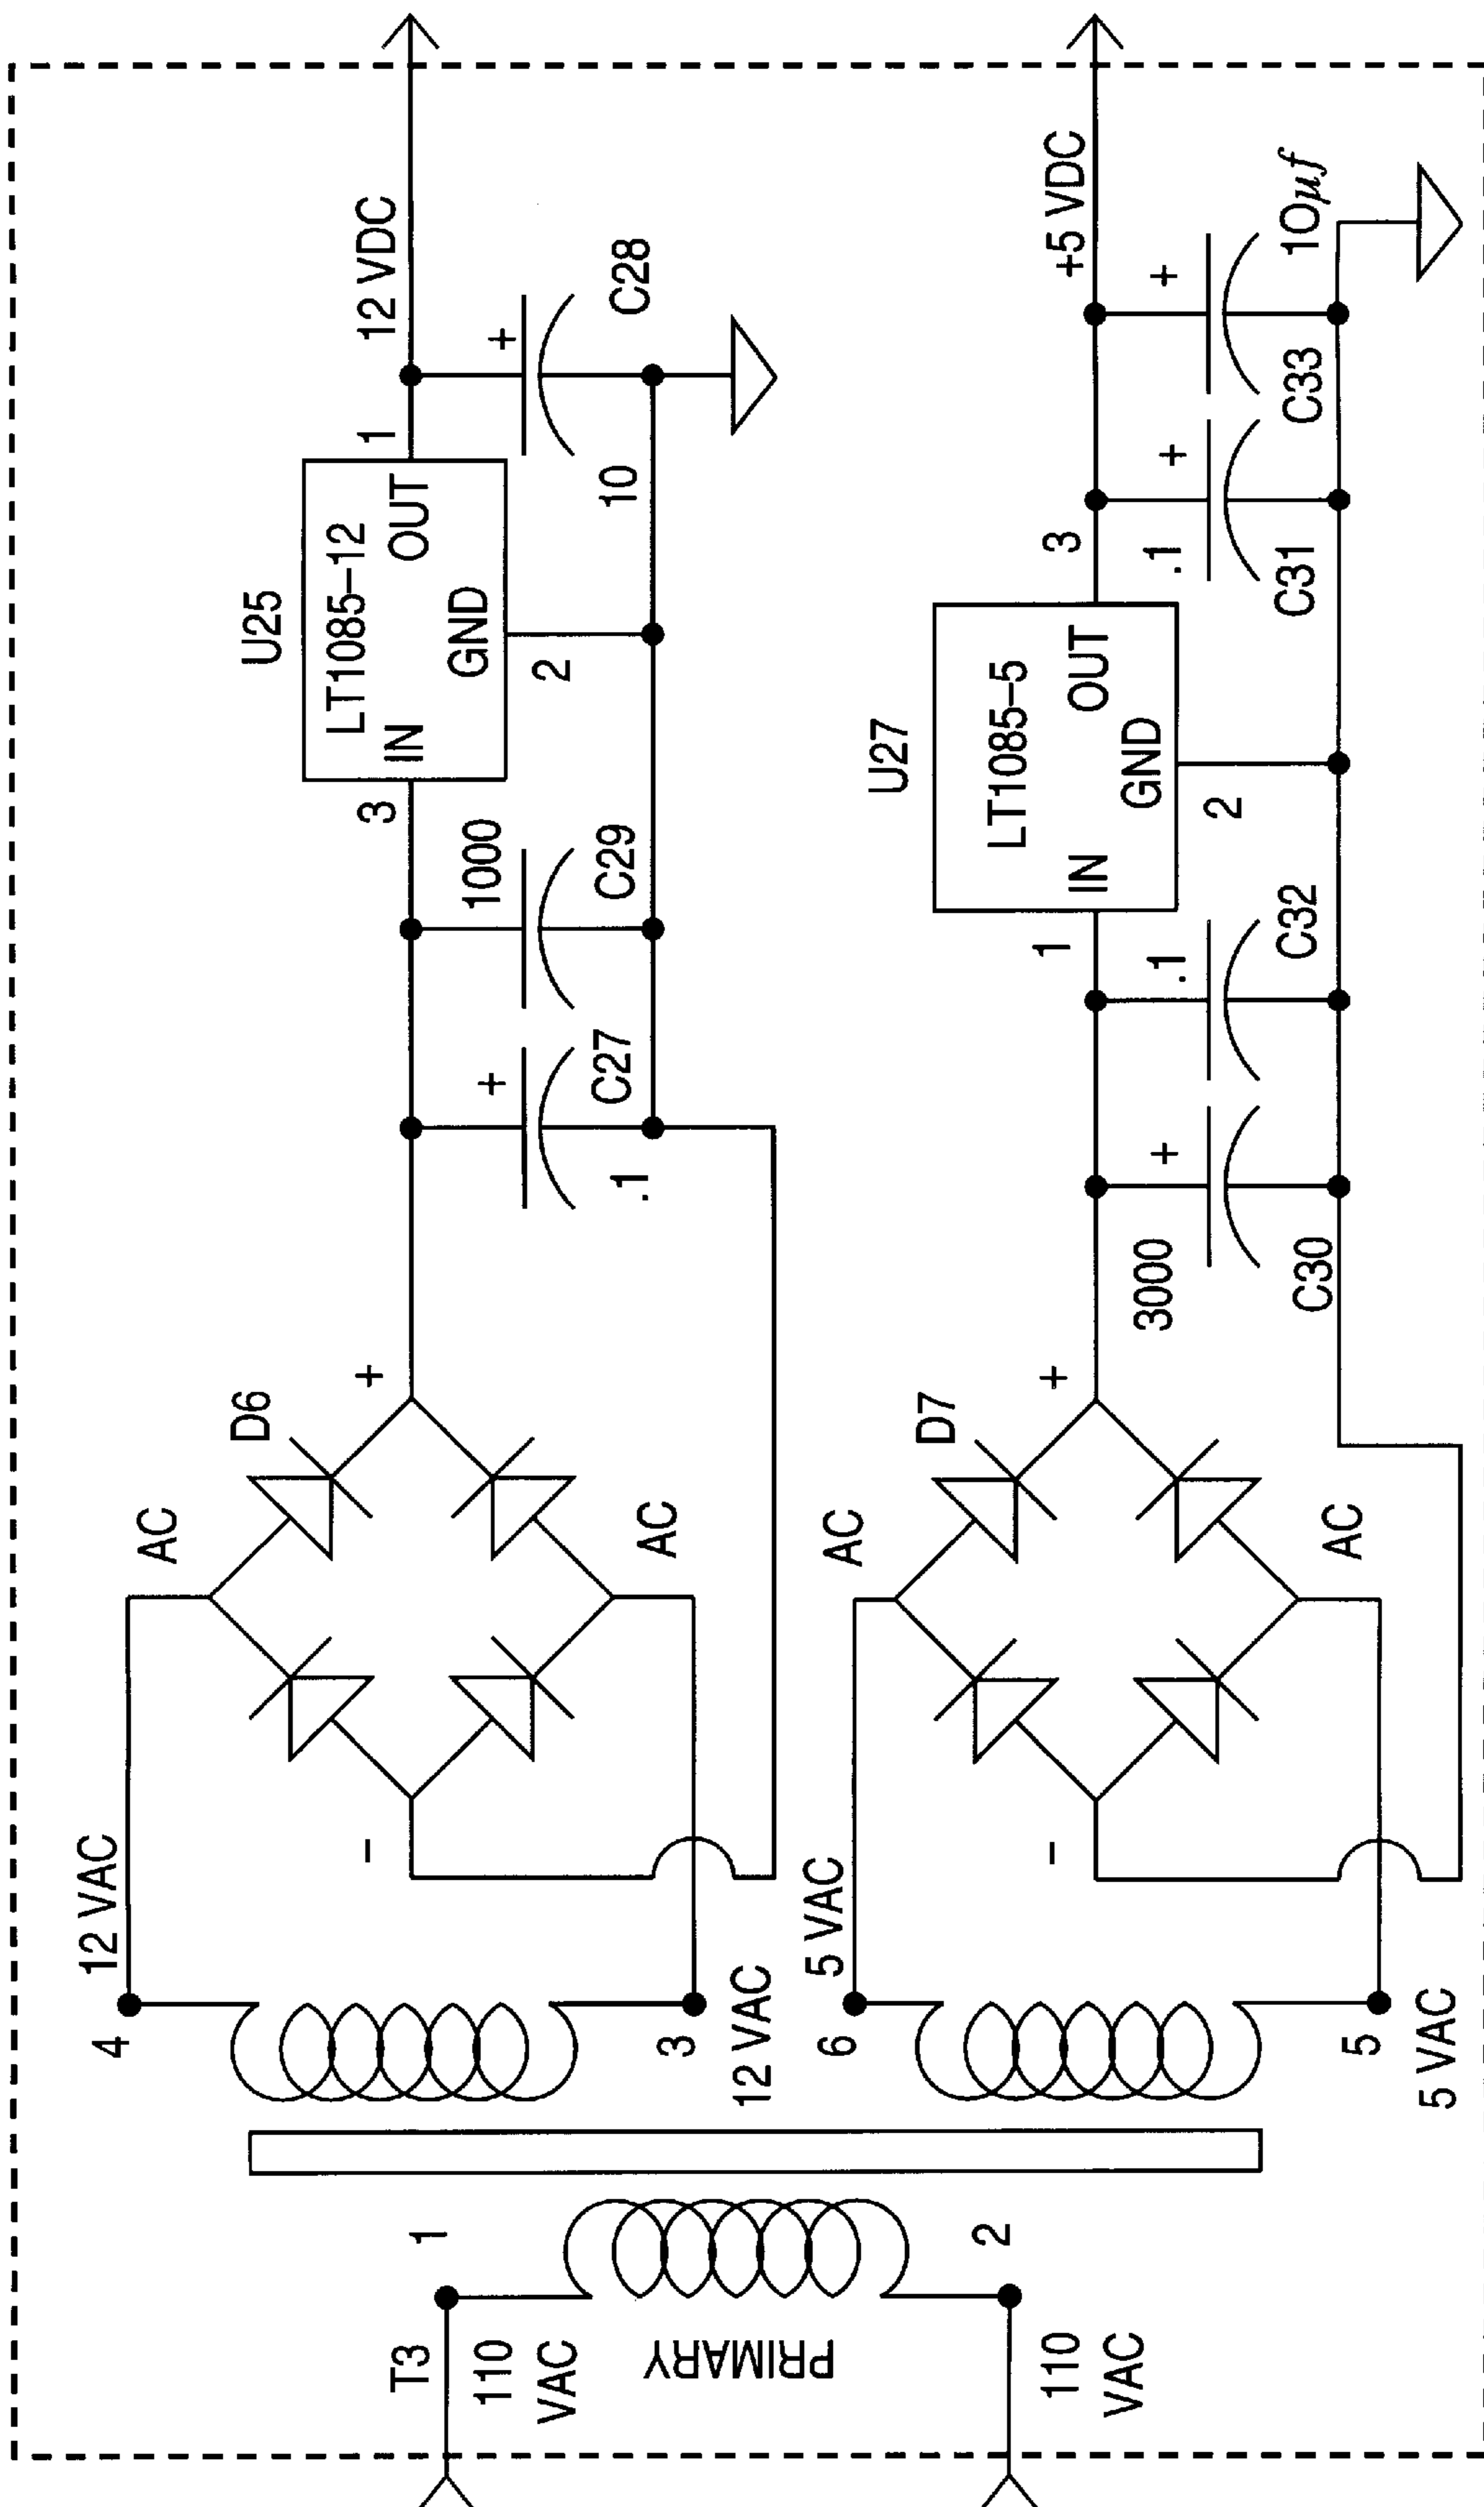 T3
110
VAC
1
PRIMARY
110
VAC
2
4
12 VAC
3
12 VAC
AC
D6
AC
+
-
.1
+
C27
1000
C29
U25
LT1085-12
IN
OUT
GND
3
2
1
10
+
C28
12 VDC
6
5 VAC
5
5 VAC
AC
D7
AC
+
-
3000
+
C30
.1
C32
U27
LT1085-5
IN
OUT
GND
1
2
3
.1
+
C31
+
C33
10µf
+5 VDC